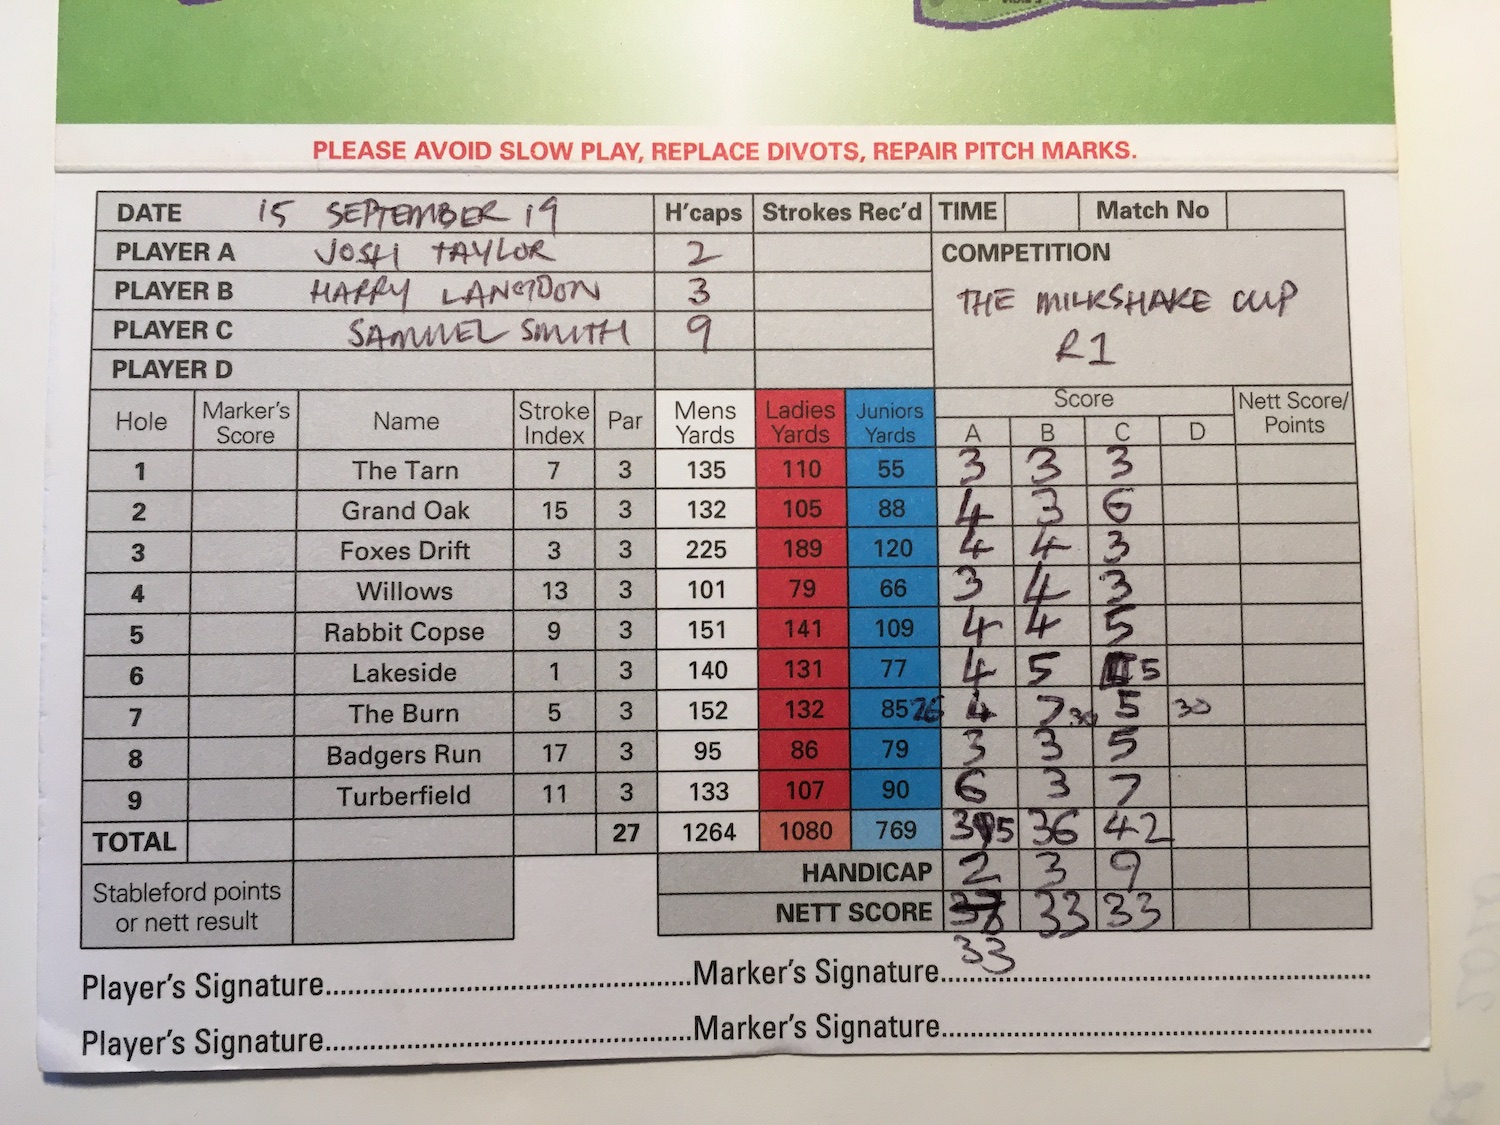 PLEASE AVOID SLOW PLAY, REPLACE DIVOTS, REPAIR PITCH MARKS.
DATE 15 SEPTEMBER 19 H'caps Strokes Rec'd TIME Match No
PLAYER A JOSH TAYLOR 2 COMPETITION
PLAYER B HARRY LANGDON 3 THE MILKSHAKE CUP
PLAYER C SAMUEL SMITH 9 R1
PLAYER D
Hole Marker's Score Name Stroke Index Par Mens Yards Ladies Yards Juniors Yards Score A B C D Nett Score/ Points
1 The Tarn 7 3 135 110 55 3 3 3
2 Grand Oak 15 3 132 105 88 4 3 6
3 Foxes Drift 3 3 225 189 120 4 4 3
4 Willows 13 3 101 79 66 3 4 3
5 Rabbit Copse 9 3 151 141 109 4 4 5
6 Lakeside 1 3 140 131 77 4 5 5
7 The Burn 5 3 152 132 85 26 4 7 30 5 30
8 Badgers Run 17 3 95 86 79 3 3 5
9 Turberfield 11 3 133 107 90 6 3 7
TOTAL 27 1264 1080 769 35 36 42
HANDICAP 2 3 9
Stableford points or nett result NETT SCORE 33 33
33
Player's Signature Marker's Signature
Player's Signature Marker's Signature